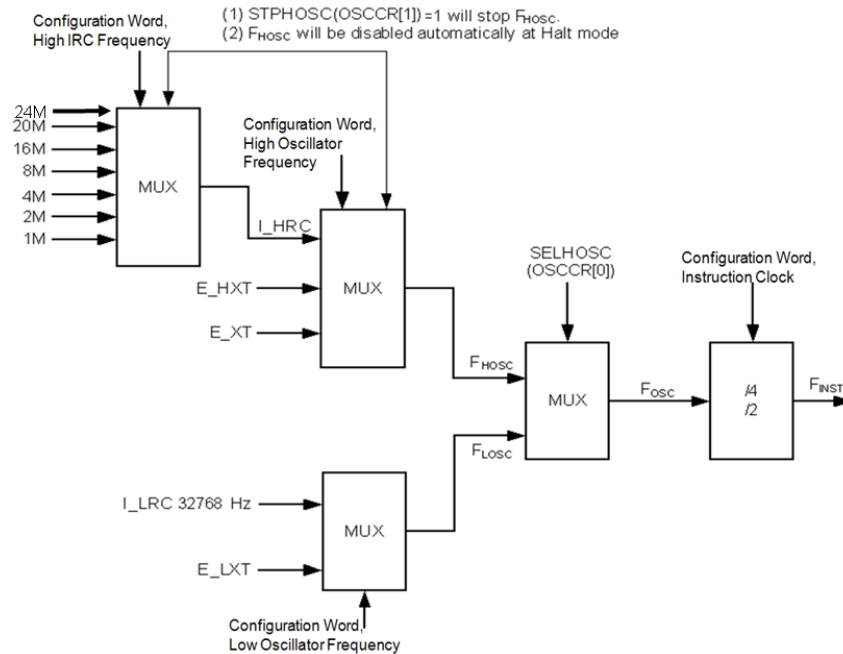 (1) STPHOSC(OSCCR[1])=1 will stop FHOSC.
(2) FHOSC will be disabled automatically at Halt mode
Configuration Word,
High IRC Frequency
24M
20M
16M
8M
4M
2M
1M
MUX
Configuration Word,
High Oscillator
Frequency
I_HRC
E_HXT
E_XT
MUX
SELHOSC
(OSCCR[0])
Configuration Word,
Instruction Clock
FHOSC
FLOSC
MUX
FOSC
/4
/2
FINST
I_LRC 32768 Hz
E_LXT
MUX
Configuration Word,
Low Oscillator Frequency